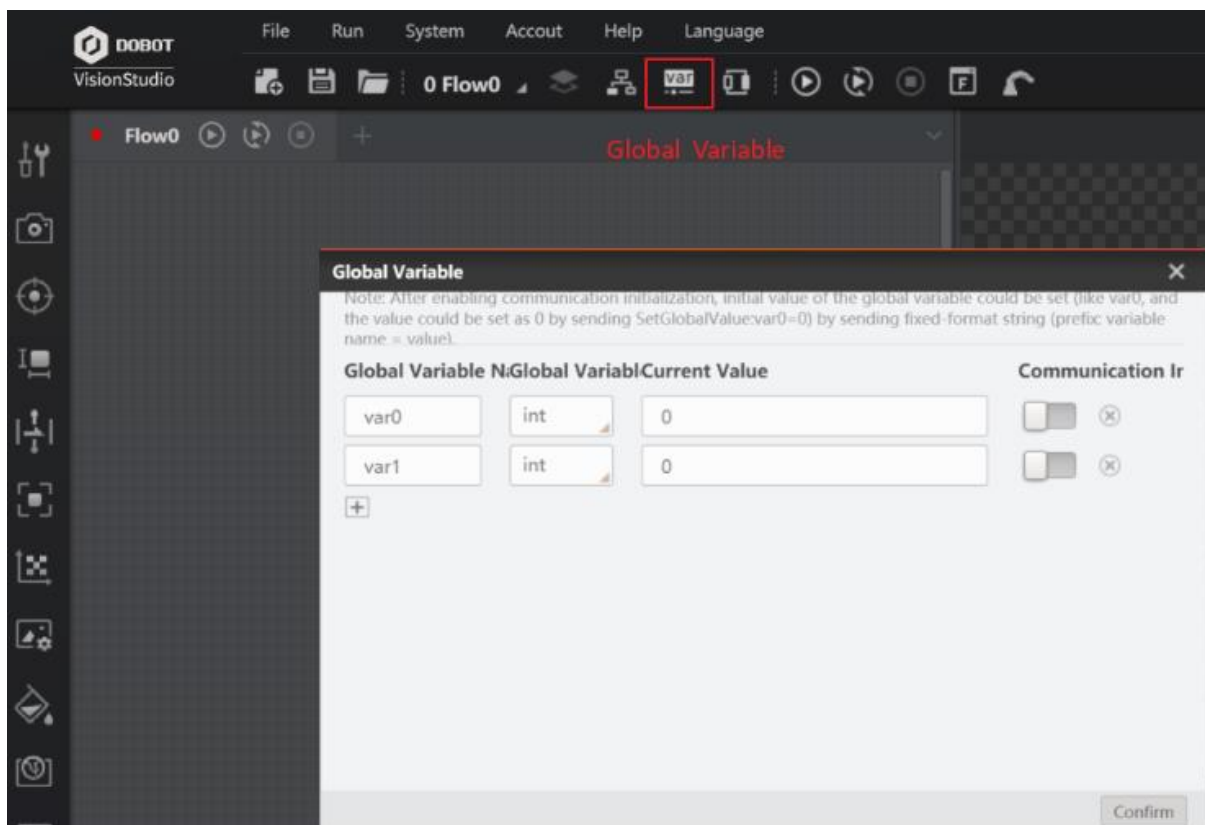 DOBOT
VisionStudio
File Run System Accout Help Language
0 Flow0 var F
Flow0
Global Variable
Global Variable
Note: After enabling communication initialization, initial value of the global variable could be set (like var0, and
the value could be set as 0 by sending SetGlobalValue:var0=0) by sending fixed-format string (prefix: variable
name = value).
Global Variable N Global Variabl Current Value Communication Ir
var0 int 0
var1 int 0
Confirm